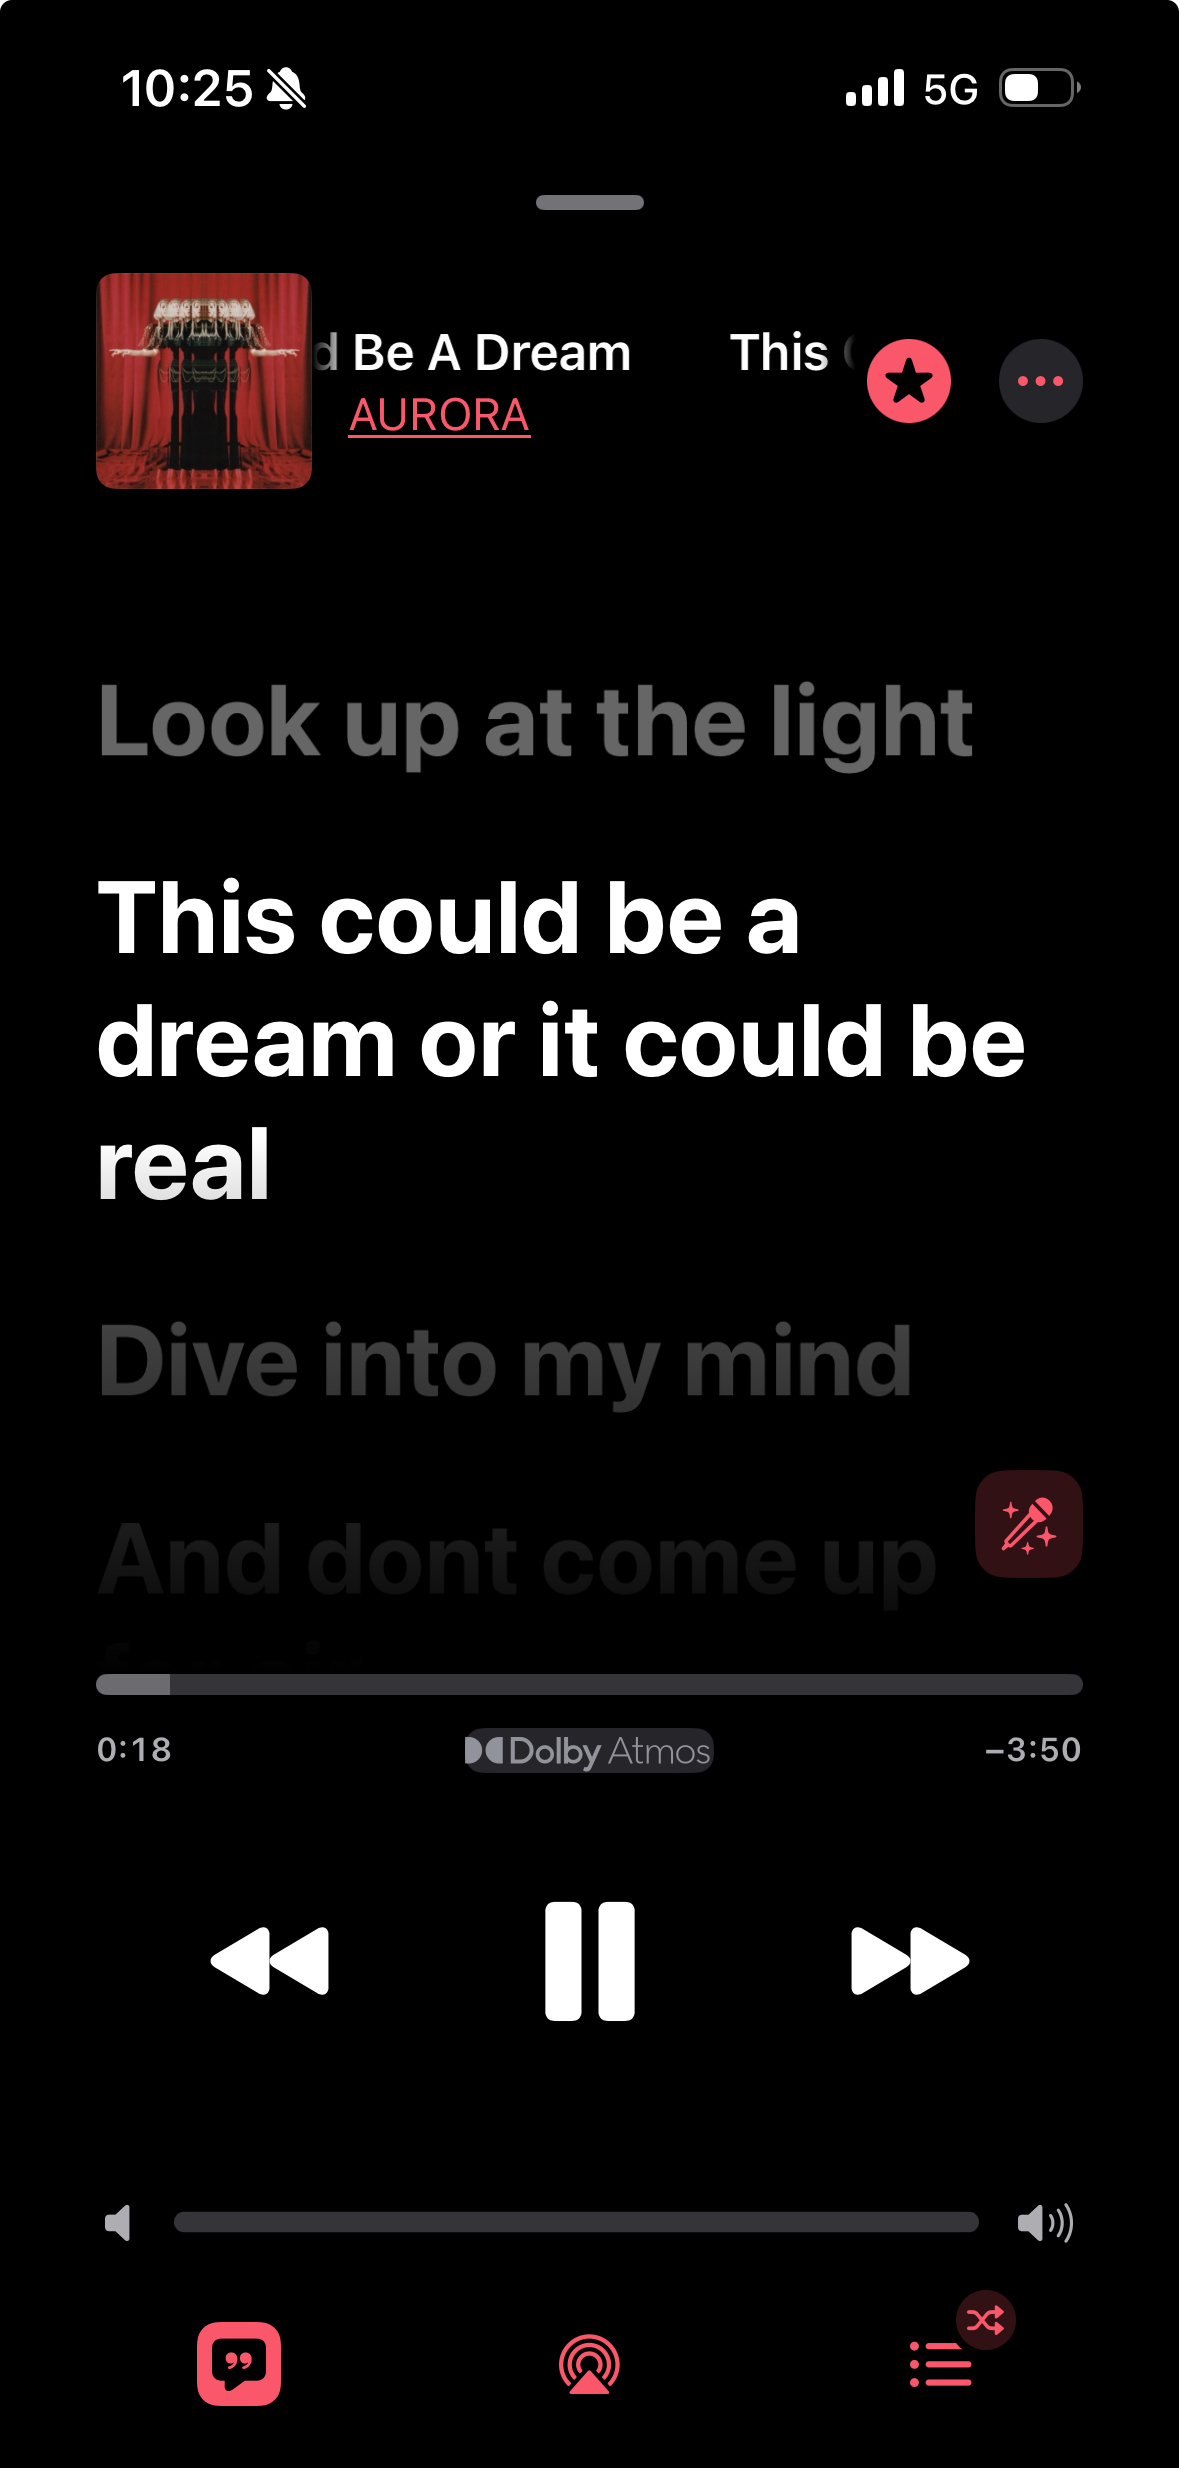 10:25 5G
d Be A Dream This
AURORA
Look up at the light
This could be a
dream or it could be
real
Dive into my mind
And dont come up
0:18 Dolby Atmos –3:50